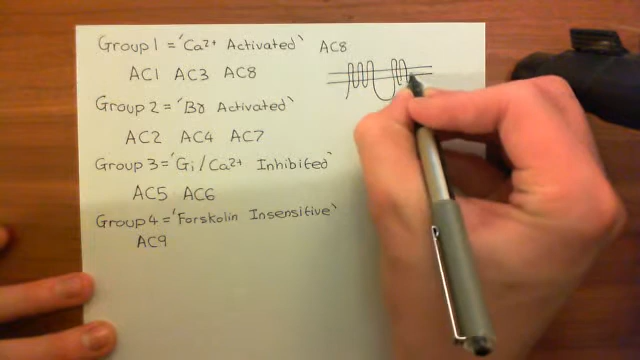 Group 1 = 'Ca²⁺ Activated' AC8
AC1 AC3 AC8
Group 2 = 'βγ Activated'
AC2 AC4 AC7
Group 3 = 'Gi/Ca²⁺ Inhibited'
AC5 AC6
Group 4 = 'Forskolin Insensitive'
AC9